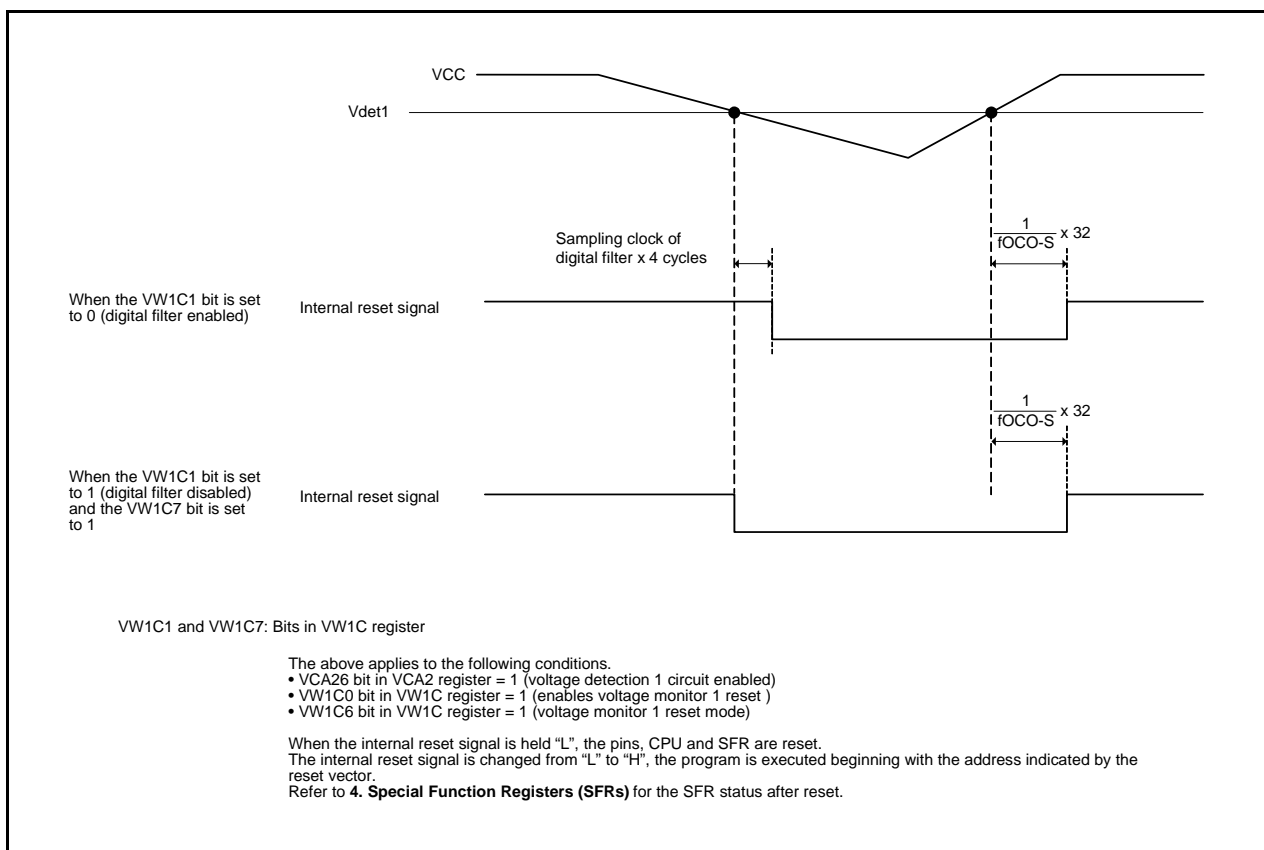 VCC
Vdet1
Sampling clock of
digital filter x 4 cycles
1
fOCO-S
x 32
When the VW1C1 bit is set
to 0 (digital filter enabled)
Internal reset signal
1
fOCO-S
x 32
When the VW1C1 bit is set
to 1 (digital filter disabled)
and the VW1C7 bit is set
to 1
Internal reset signal
VW1C1 and VW1C7: Bits in VW1C register
The above applies to the following conditions.
• VCA26 bit in VCA2 register = 1 (voltage detection 1 circuit enabled)
• VW1C0 bit in VW1C register = 1 (enables voltage monitor 1 reset )
• VW1C6 bit in VW1C register = 1 (voltage monitor 1 reset mode)
When the internal reset signal is held “L”, the pins, CPU and SFR are reset.
The internal reset signal is changed from “L” to “H”, the program is executed beginning with the address indicated by the
reset vector.
Refer to 4. Special Function Registers (SFRs) for the SFR status after reset.